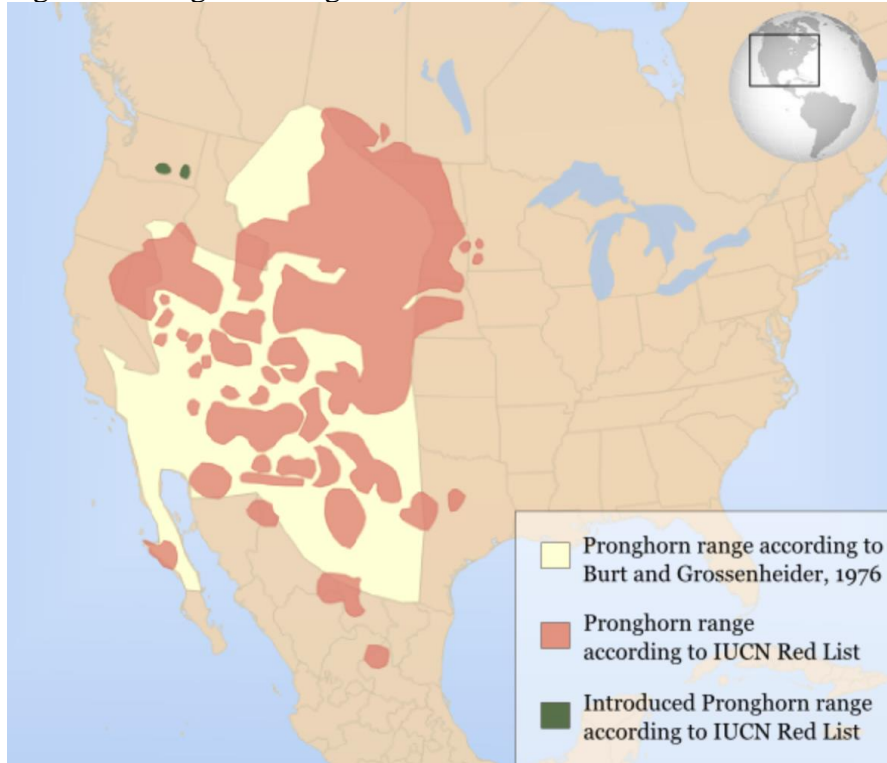 Pronghorn range according to
Burt and Grossenheider, 1976
Pronghorn range
according to IUCN Red List
Introduced Pronghorn range
according to IUCN Red List